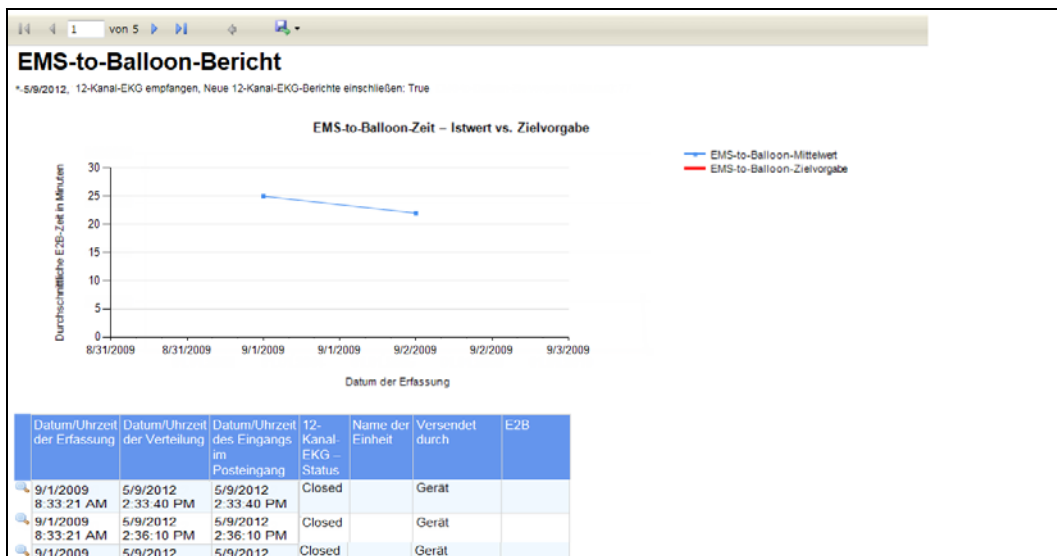 1 von 5
EMS-to-Balloon-Bericht
*-5/9/2012, 12-Kanal-EKG empfangen, Neue 12-Kanal-EKG-Berichte einschließen: True
EMS-to-Balloon-Zeit – Istwert vs. Zielvorgabe
EMS-to-Balloon-Mittelwert
EMS-to-Balloon-Zielvorgabe
Durchschnittliche E2B-Zeit in Minuten
30
25
20
15
10
5
0
8/31/2009 8/31/2009 9/1/2009 9/1/2009 9/2/2009 9/2/2009 9/3/2009
Datum der Erfassung
Datum/Uhrzeit der Erfassung Datum/Uhrzeit der Verteilung Datum/Uhrzeit des Eingangs im Posteingang 12-Kanal-EKG – Status Name der Einheit Versendet durch E2B
9/1/2009 5/9/2012 5/9/2012 Closed Gerät
8:33:21 AM 2:33:40 PM 2:33:40 PM
9/1/2009 5/9/2012 5/9/2012 Closed Gerät
8:33:21 AM 2:36:10 PM 2:36:10 PM
9/1/2009 5/9/2012 5/9/2012 Closed Gerät